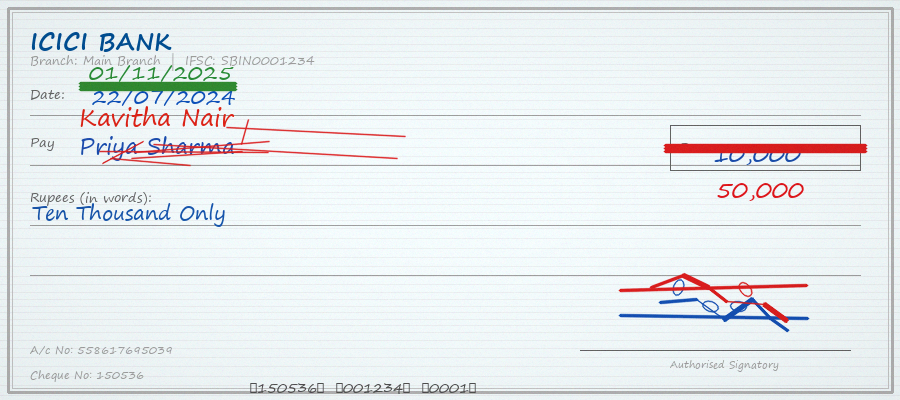 ICICI BANK
Branch: Main Branch | IFSC: SBIN0001234
01/11/2025
Date: 22/07/2024
Kavitha Nair
Pay Priya Sharma
10,000
50,000
Rupees (in words):
Ten Thousand Only
A/c No: 558617695039
Authorised Signatory
Cheque No: 150536
150536 001234 0001